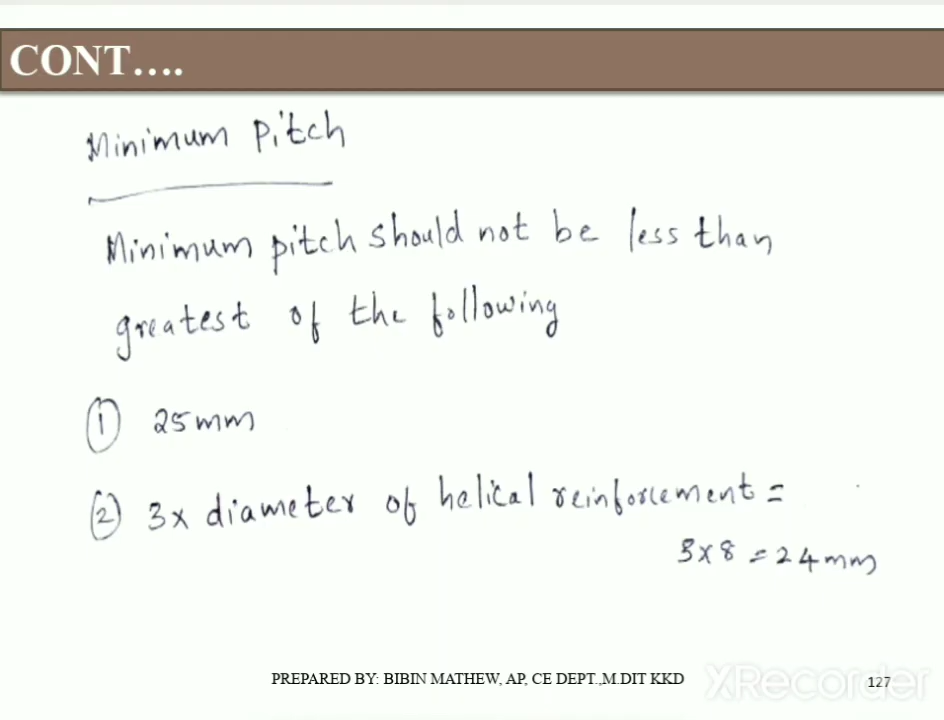 CONT....
Minimum Pitch
Minimum pitch should not be less than
greatest of the following
① 25mm
② 3x diameter of helical reinforcement =
3x8 = 24mm
PREPARED BY: BIBIN MATHEW, AP, CE DEPT.,M.DIT KKD
XRecorder
127